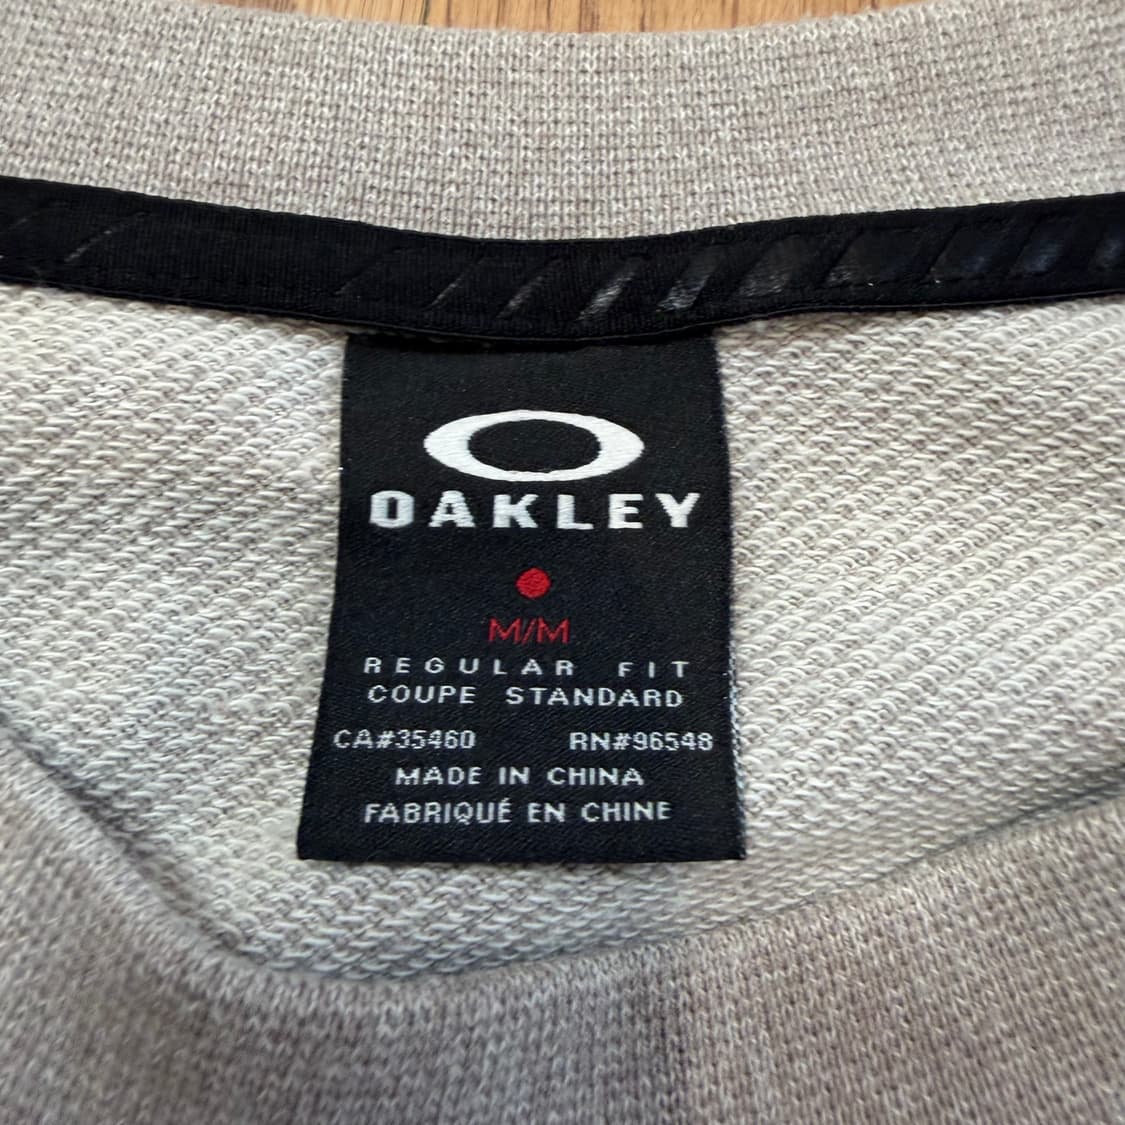 OAKLEY
M/M
REGULAR FIT
COUPE STANDARD
CA#35460 RN#96548
MADE IN CHINA
FABRIQUÉ EN CHINE